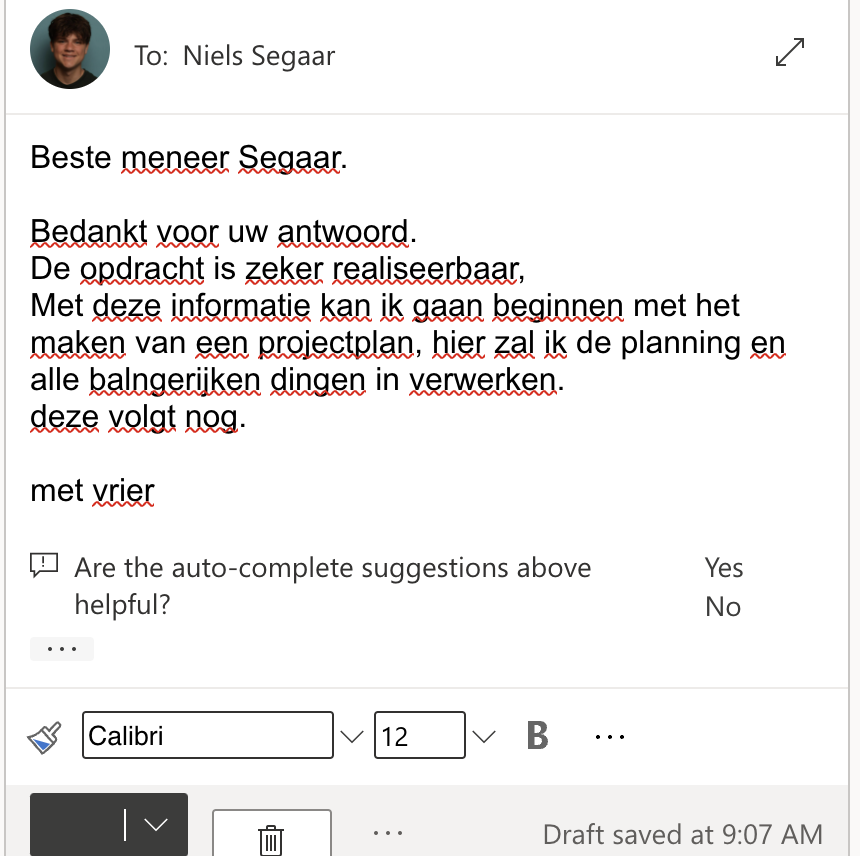 To: Niels Segaar
Beste meneer Segaar.
Bedankt voor uw antwoord.
De opdracht is zeker realiseerbaar,
Met deze informatie kan ik gaan beginnen met het
maken van een projectplan, hier zal ik de planning en
alle balngerijken dingen in verwerken.
deze volgt nog.
met vrier
Are the auto-complete suggestions above
helpful?
Yes
No
Calibri
12
B
Draft saved at 9:07 AM